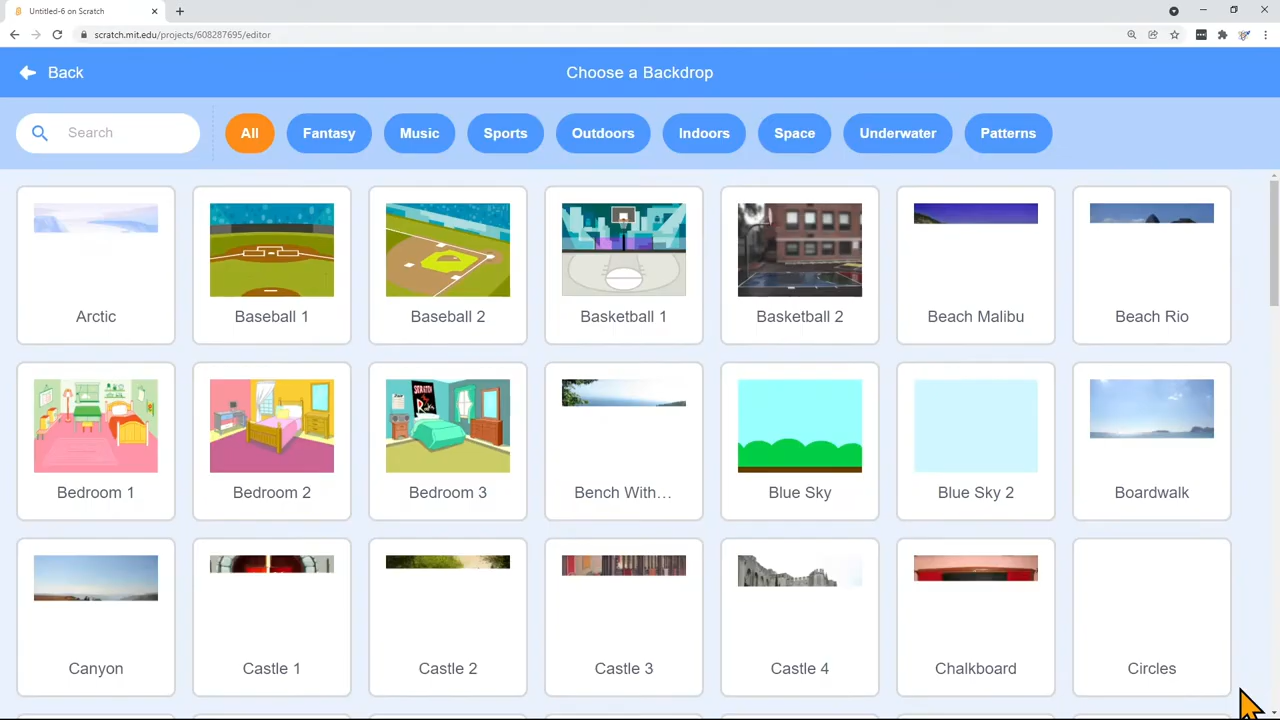 Untitled-6 on Scratch
scratch.mit.edu/projects/608287695/editor
Back
Choose a Backdrop
Search
All
Fantasy
Music
Sports
Outdoors
Indoors
Space
Underwater
Patterns
Arctic
Baseball 1
Baseball 2
Basketball 1
Basketball 2
Beach Malibu
Beach Rio
SCRATCH
Bedroom 1
Bedroom 2
Bedroom 3
Bench With…
Blue Sky
Blue Sky 2
Boardwalk
Canyon
Castle 1
Castle 2
Castle 3
Castle 4
Chalkboard
Circles